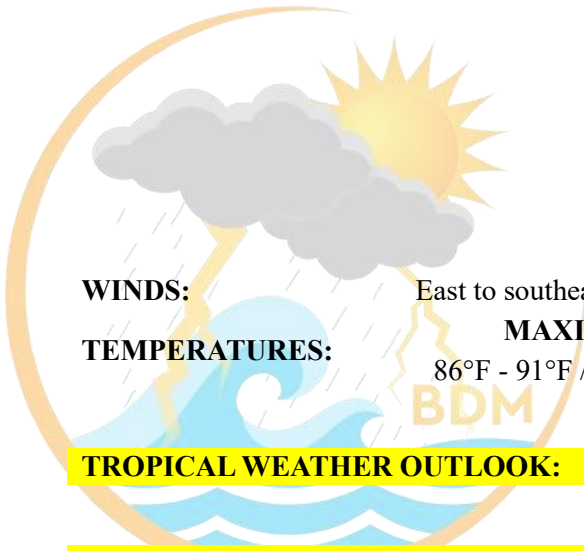 WINDS: East to southea
MAXI
TEMPERATURES:
86°F - 91°F /
BDM
TROPICAL WEATHER OUTLOOK: